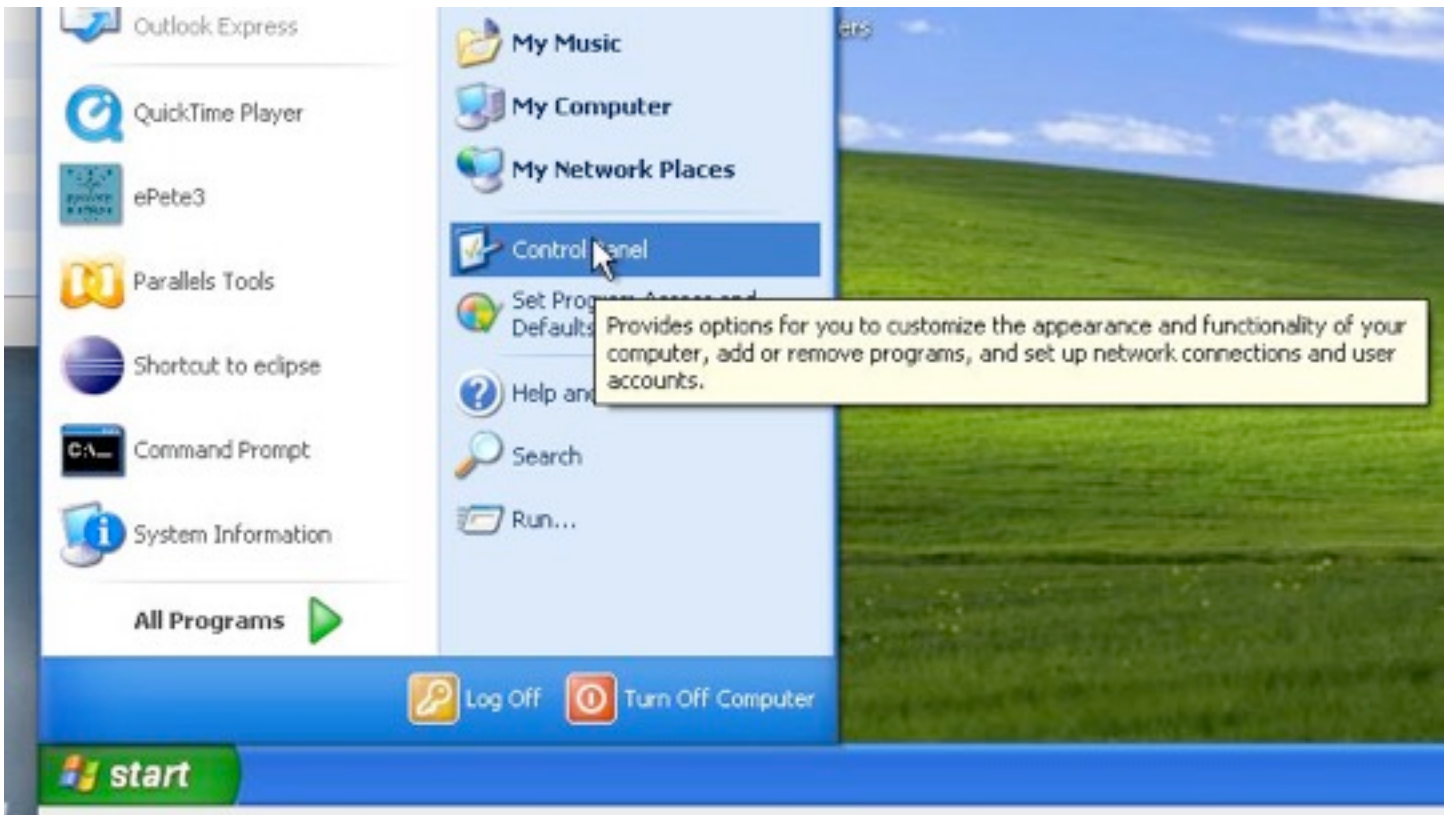 Outlook Express
QuickTime Player
ePete3
Parallels Tools
Shortcut to eclipse
C:\_
Command Prompt
System Information
All Programs
My Music
My Computer
My Network Places
Control Panel
Set Program Access and
Defaults
Provides options for you to customize the appearance and functionality of your
computer, add or remove programs, and set up network connections and user
accounts.
Help and
Search
Run...
Log Off
Turn Off Computer
start